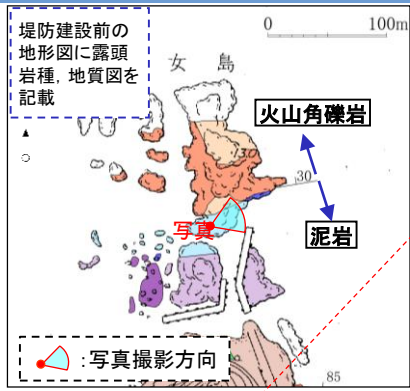 堤防建設前の
地形図に露頭
岩種，地質図を
記載
0 100m
女 島
火山角礫岩
30
写真
泥岩
:写真撮影方向
85